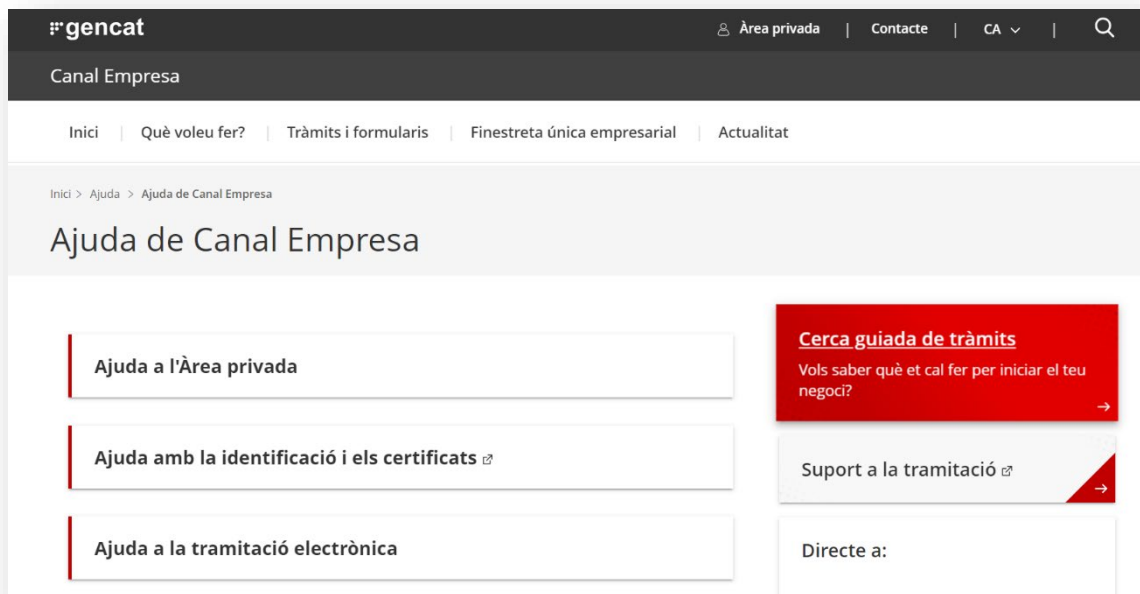 gencat
Àrea privada | Contacte | CA |
Canal Empresa
Inici | Què voleu fer? | Tràmits i formularis | Finestreta única empresarial | Actualitat
Inici > Ajuda > Ajuda de Canal Empresa
Ajuda de Canal Empresa
Ajuda a l'Àrea privada
Ajuda amb la identificació i els certificats
Ajuda a la tramitació electrònica
Cerca guiada de tràmits
Vols saber què et cal fer per iniciar el teu
negoci?
Suport a la tramitació
Directe a: